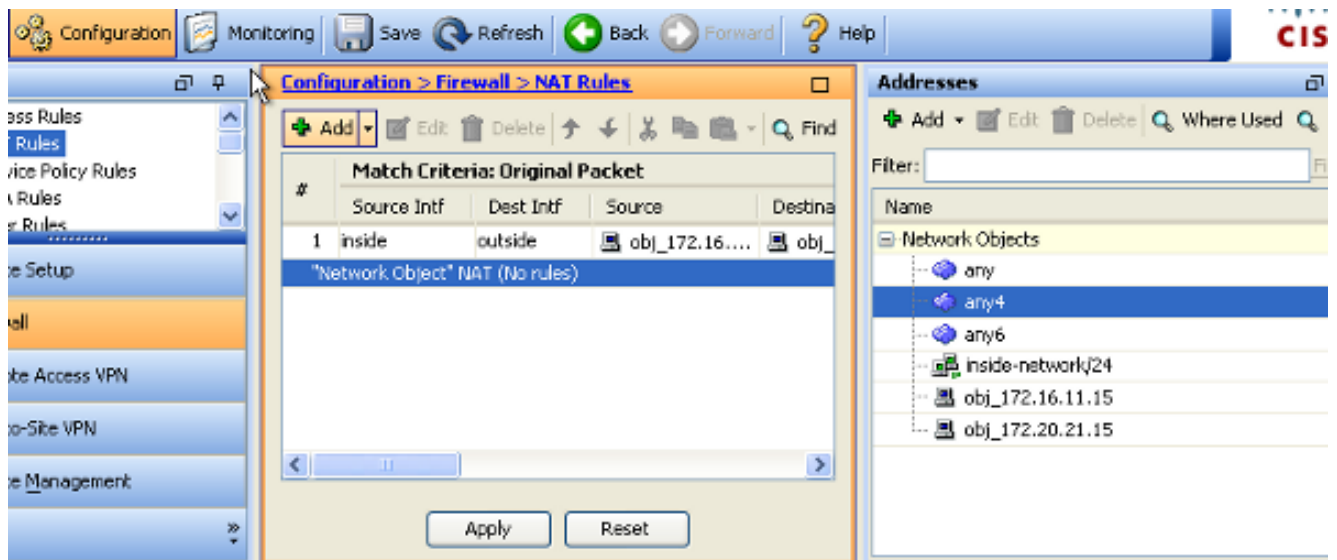 Configuration Monitoring Save Refresh Back Forward Help
CIS
Configuration > Firewall > NAT Rules
Add Edit Delete Find
Match Criteria: Original Packet
# Source Intf Dest Intf Source Destina
1 inside outside obj_172.16.... obj_
"Network Object" NAT (No rules)
Apply Reset
Rules
Rules
vice Policy Rules
Rules
Rules
Setup
all
Access VPN
o-Site VPN
Management
Addresses
Add Edit Delete Where Used
Filter:
Name
Network Objects
any
any4
any6
inside-network/24
obj_172.16.11.15
obj_172.20.21.15